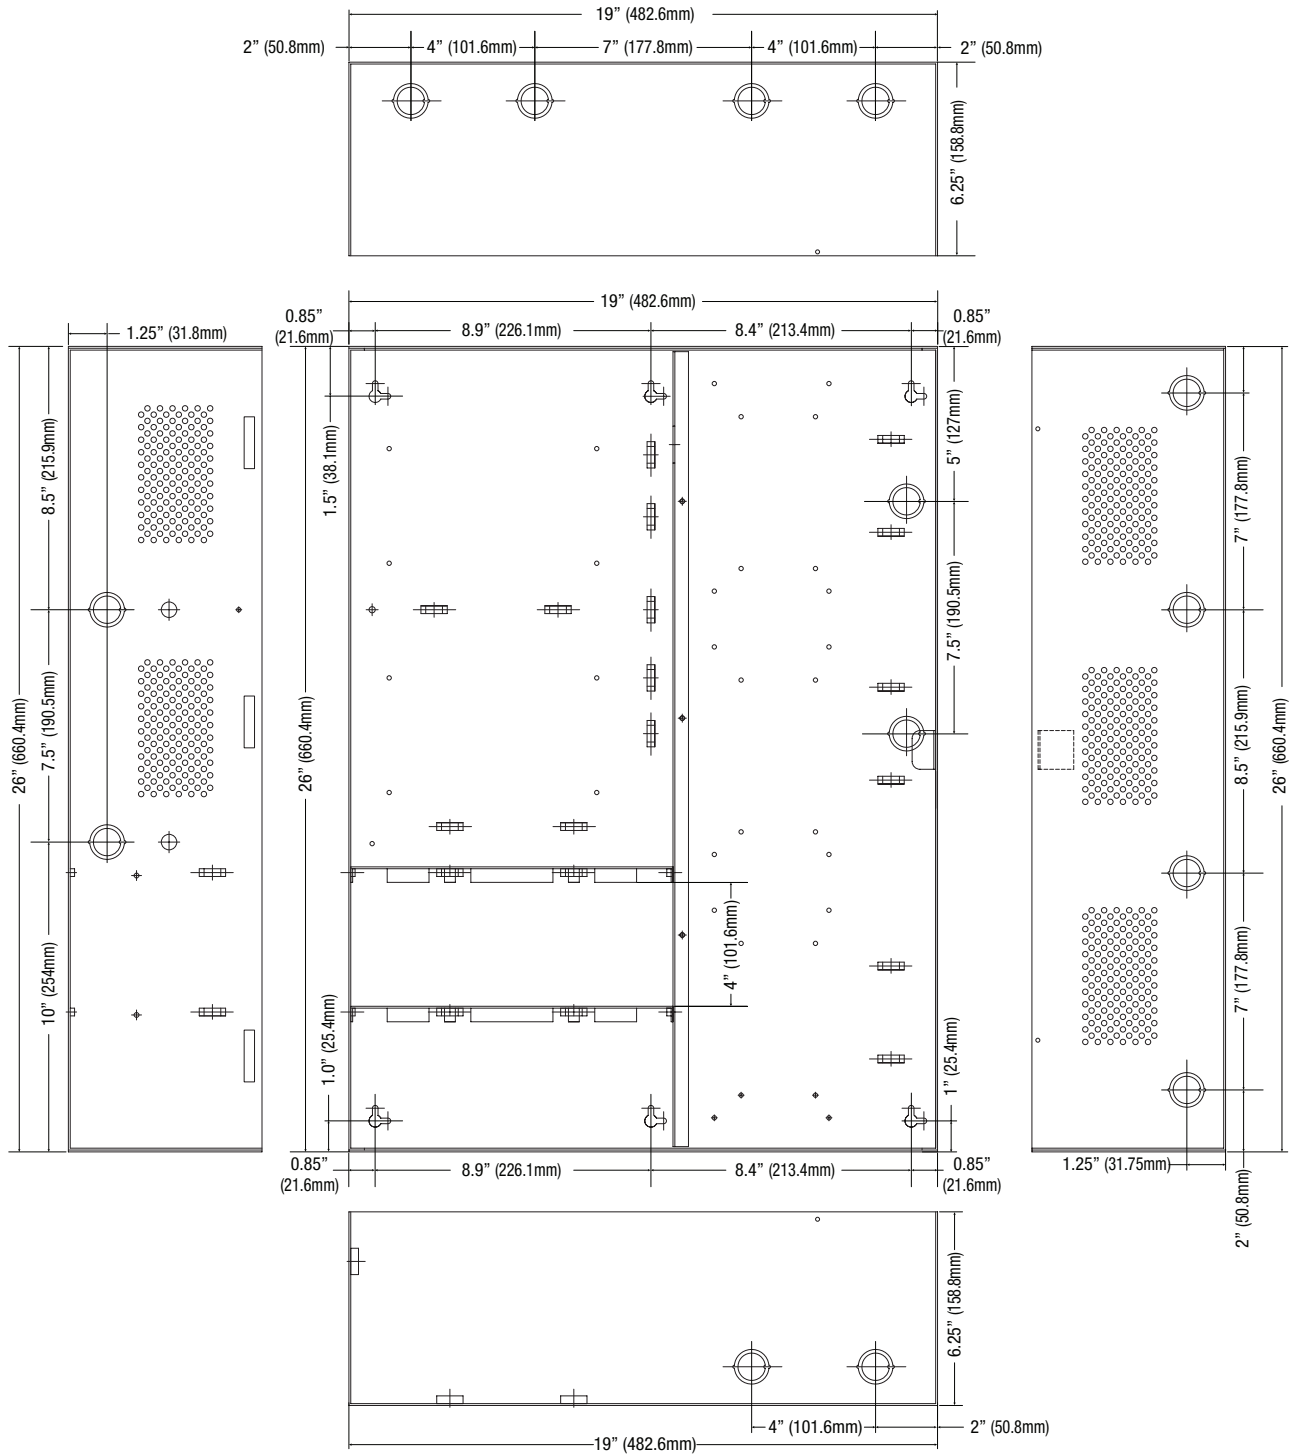 19” (482.6mm)
2” (50.8mm)
4” (101.6mm)
7” (177.8mm)
4” (101.6mm)
2” (50.8mm)
6.25” (158.8mm)
19” (482.6mm)
0.85”
(21.6mm)
8.9” (226.1mm)
8.4” (213.4mm)
0.85”
(21.6mm)
1.25” (31.8mm)
8.5” (215.9mm)
7.5” (190.5mm)
26” (660.4mm)
10” (254mm)
1.5” (38.1mm)
26” (660.4mm)
1.0” (25.4mm)
5” (127mm)
7.5” (190.5mm)
4” (101.6mm)
1” (25.4mm)
7” (177.8mm)
8.5” (215.9mm)
26” (660.4mm)
7” (177.8mm)
1.25” (31.75mm)
2” (50.8mm)
0.85”
(21.6mm)
8.9” (226.1mm)
8.4” (213.4mm)
0.85”
(21.6mm)
6.25” (158.8mm)
4” (101.6mm)
2” (50.8mm)
19” (482.6mm)